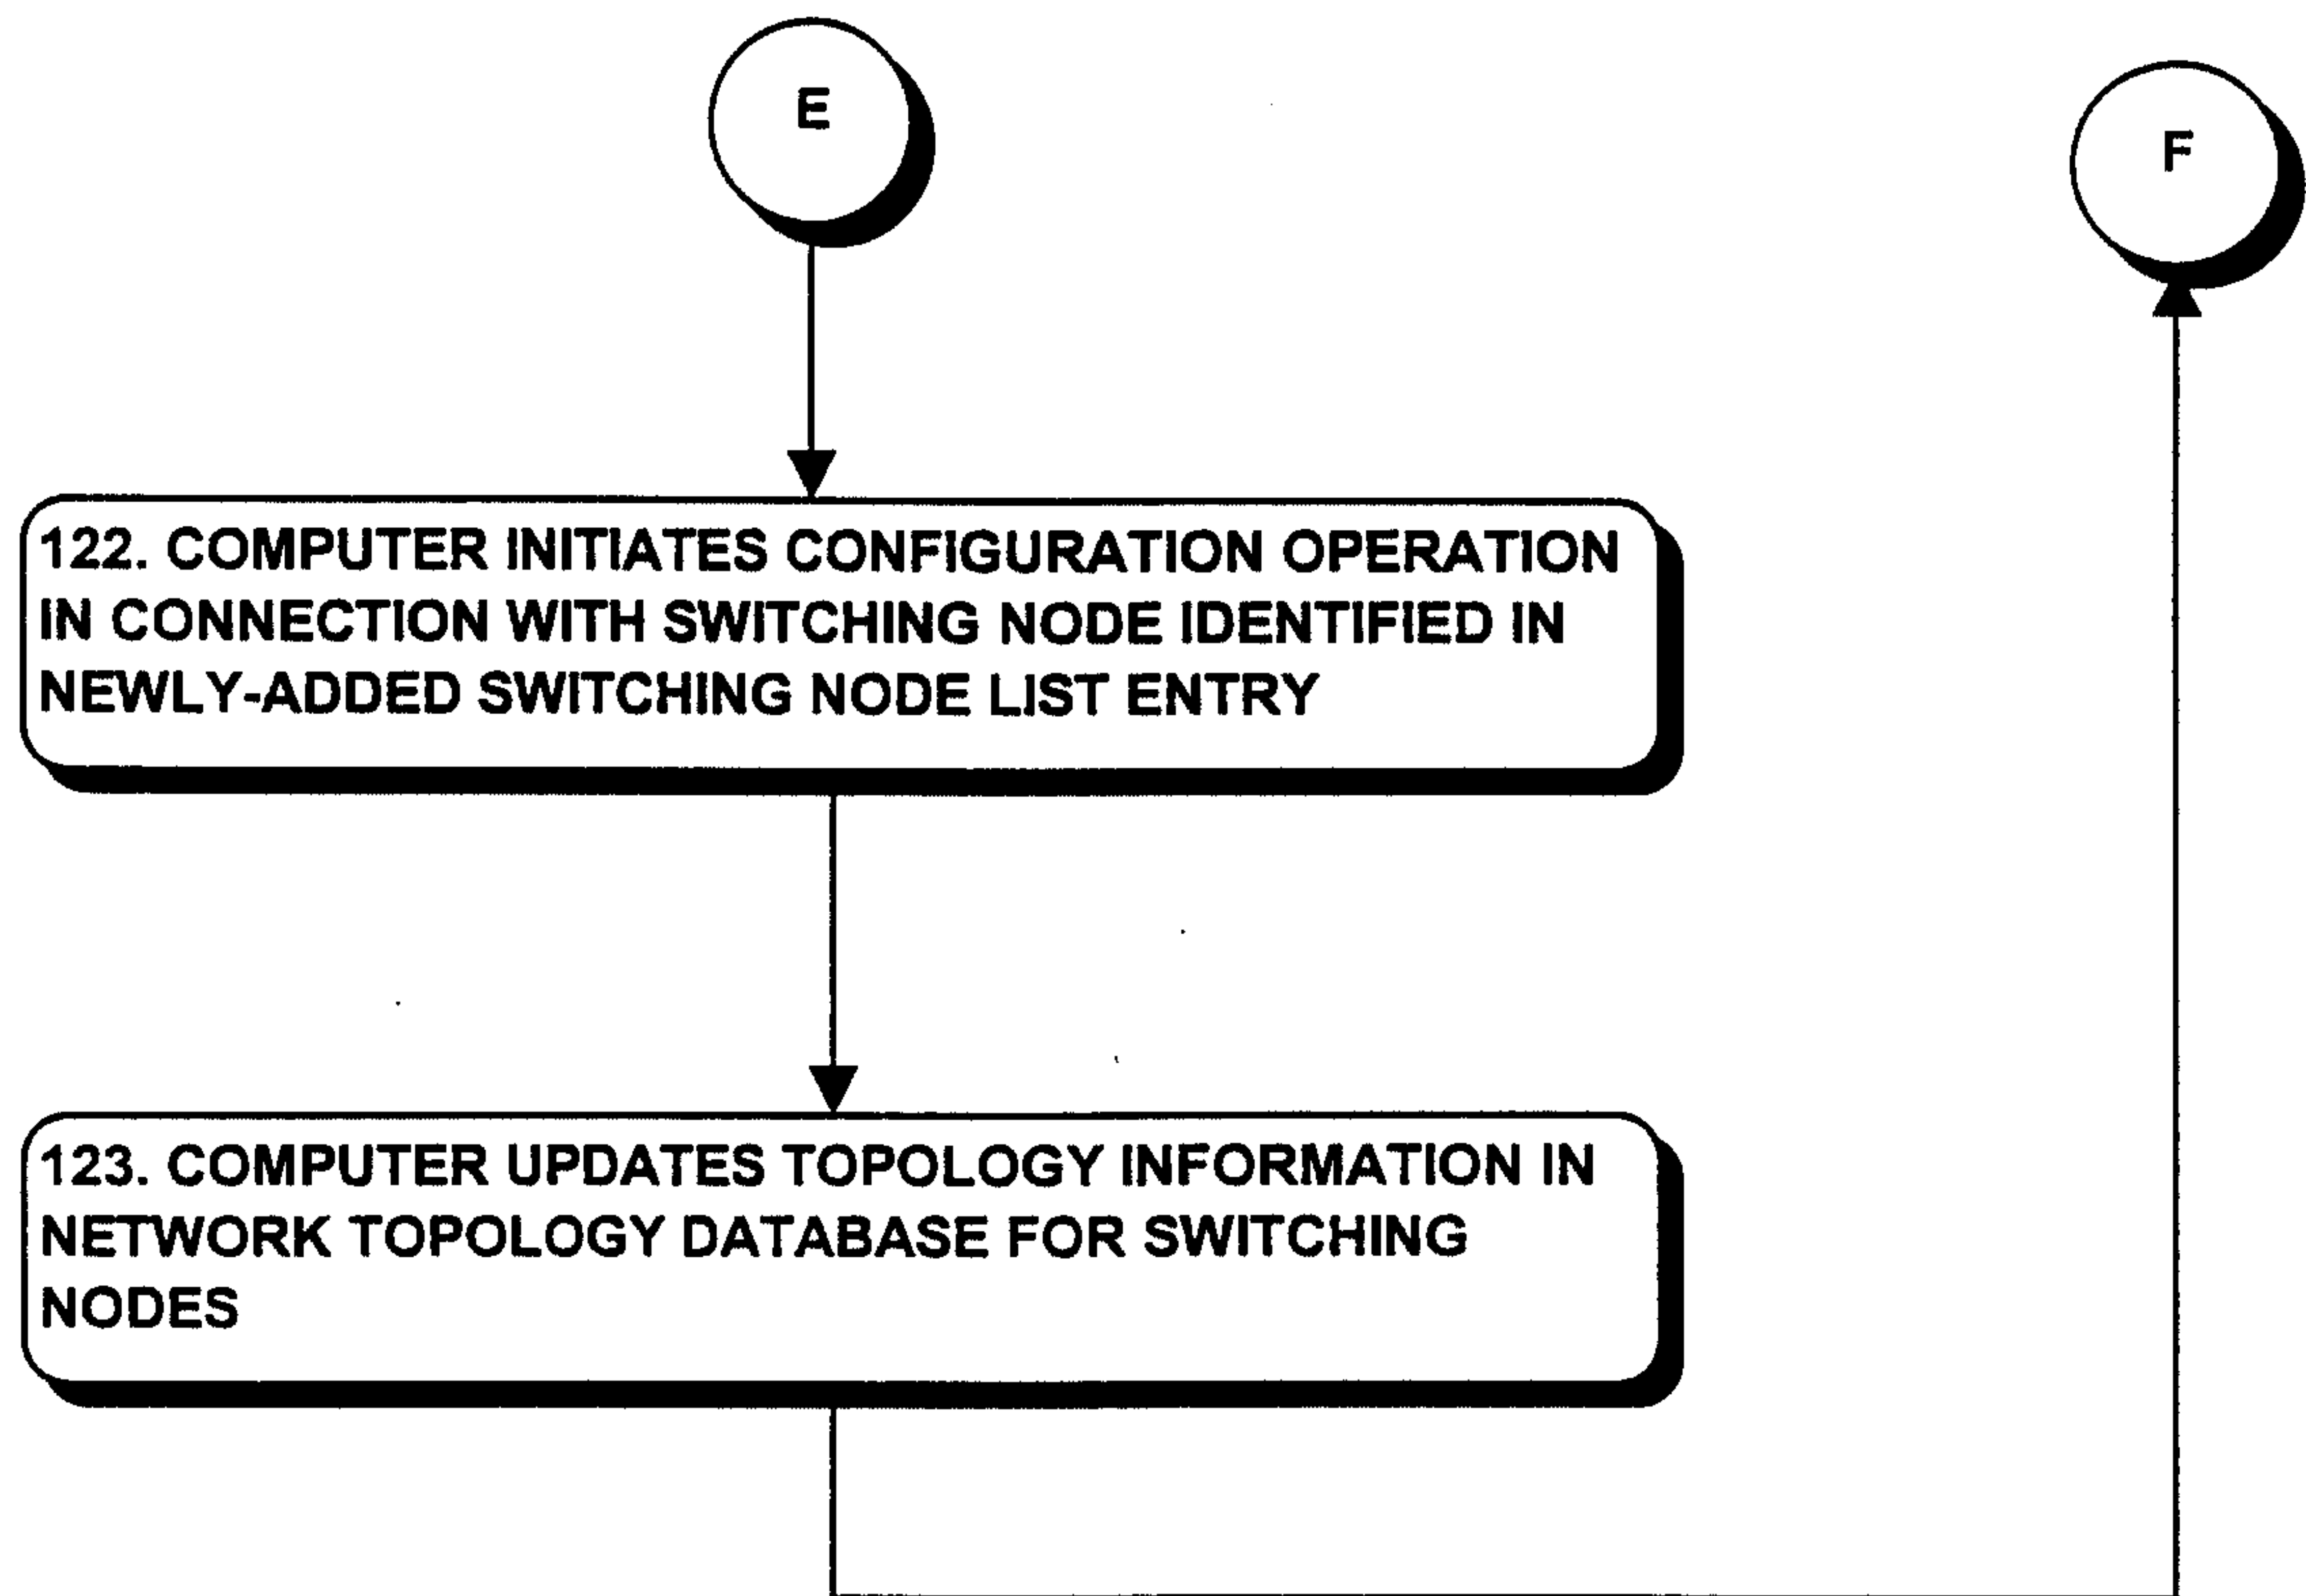 E
F
122. COMPUTER INITIATES CONFIGURATION OPERATION
IN CONNECTION WITH SWITCHING NODE IDENTIFIED IN
NEWLY-ADDED SWITCHING NODE LIST ENTRY
123. COMPUTER UPDATES TOPOLOGY INFORMATION IN
NETWORK TOPOLOGY DATABASE FOR SWITCHING
NODES